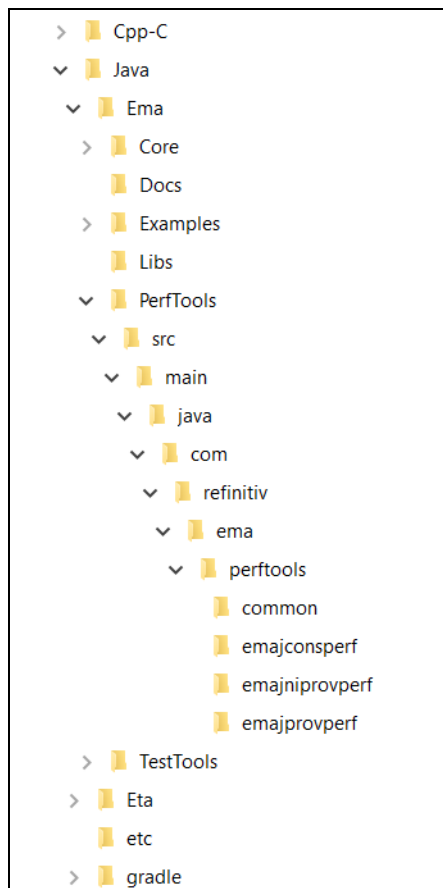 Cpp-C
Java
Ema
Core
Docs
Examples
Libs
PerfTools
src
main
java
com
refinitiv
ema
perftools
common
emajconsperf
emajniprovperf
emajprovperf
TestTools
Eta
etc
gradle